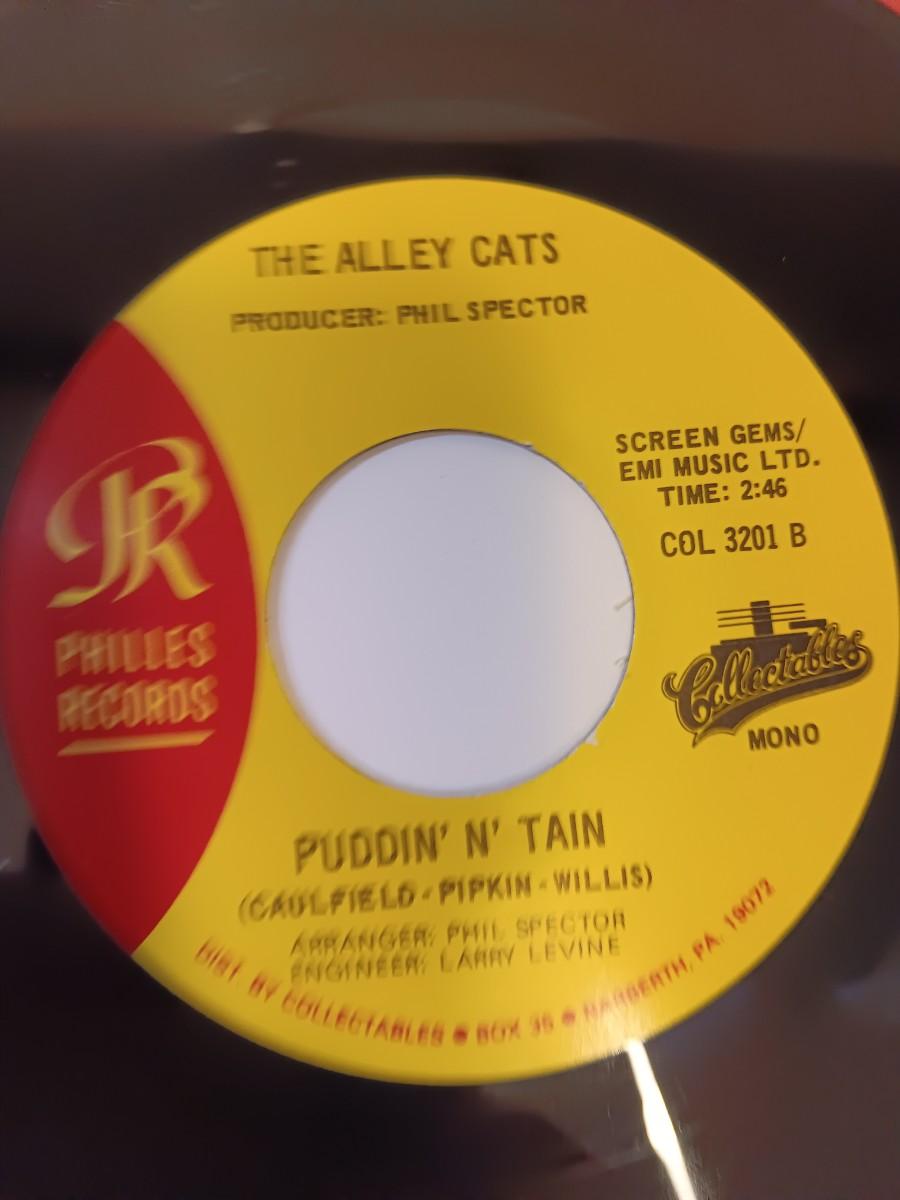 THE ALLEY CATS
PRODUCER: PHIL SPECTOR
SCREEN GEMS/
EMI MUSIC LTD.
TIME: 2:46
COL 3201 B
PR
PHILLES
RECORDS
Collectables
MONO
PUDDIN' N' TAIN
(CAULFIELD - PIPKIN - WILLIS)
ARRANGER: PHIL SPECTOR
ENGINEER: LARRY LEVINE
DIST. BY COLLECTABLES ● BOX 35 ● NARBERTH, PA. 19072